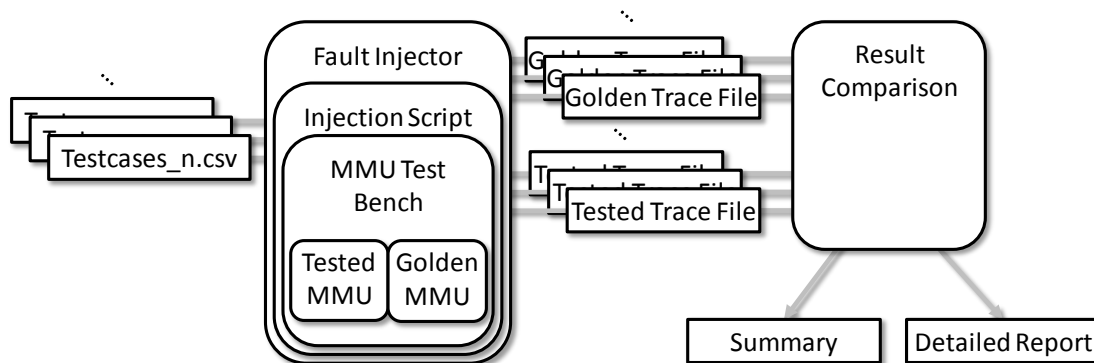 Fault Injector
Injection Script
MMU Test
Bench
Tested
MMU
Golden
MMU
Testcases_n.csv
Golden Trace File
Tested Trace File
Result
Comparison
Summary
Detailed Report